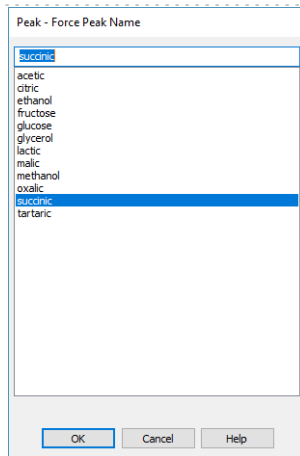 Peak - Force Peak Name
succinic
acetic
citric
ethanol
fructose
glucose
glycerol
lactic
malic
methanol
oxalic
succinic
tartaric
OK Cancel Help